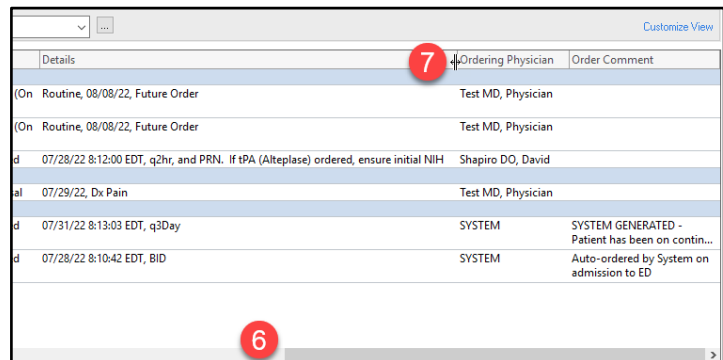 ... Customize View
Details 7 Ordering Physician Order Comment
(On Routine, 08/08/22, Future Order Test MD, Physician
(On Routine, 08/08/22, Future Order Test MD, Physician
d 07/28/22 8:12:00 EDT, q2hr, and PRN. If tPA (Alteplase) ordered, ensure initial NIH Shapiro DO, David
al 07/29/22, Dx Pain Test MD, Physician
d 07/31/22 8:13:03 EDT, q3Day SYSTEM SYSTEM GENERATED -
Patient has been on contin...
d 07/28/22 8:10:42 EDT, BID SYSTEM Auto-ordered by System on
admission to ED
6